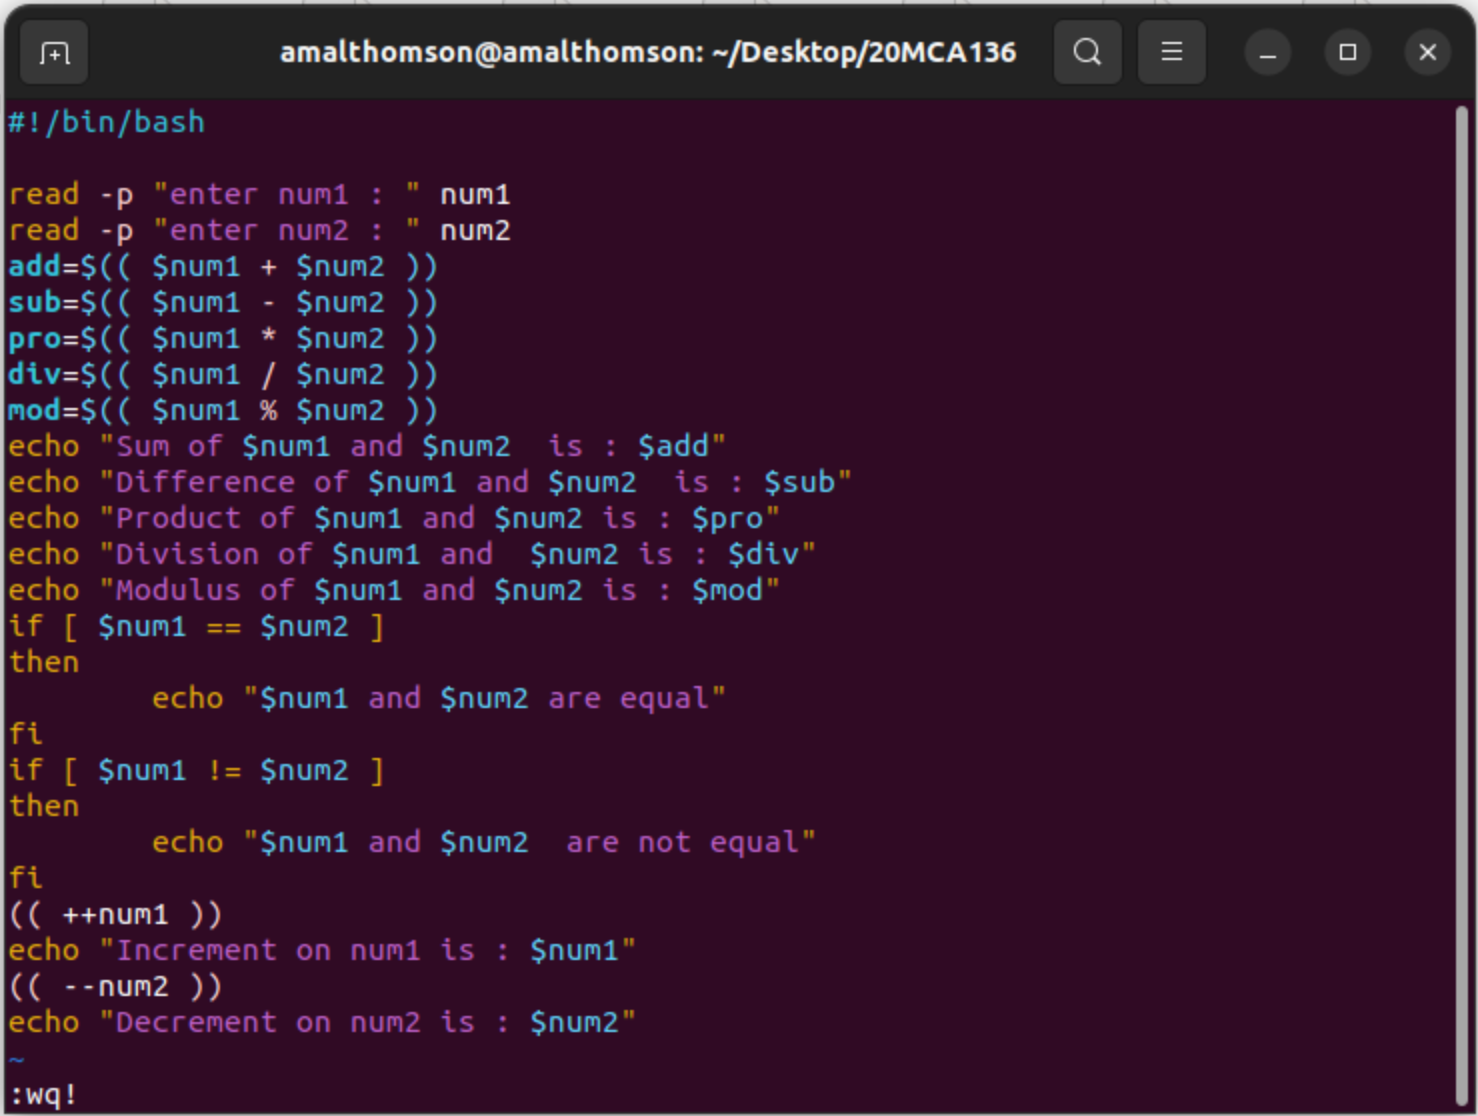 amalthomson@amalthomson: ~/Desktop/20MCA136
#!/bin/bash

read -p "enter num1 : " num1
read -p "enter num2 : " num2
add=$(( $num1 + $num2 ))
sub=$(( $num1 - $num2 ))
pro=$(( $num1 * $num2 ))
div=$(( $num1 / $num2 ))
mod=$(( $num1 % $num2 ))
echo "Sum of $num1 and $num2  is : $add"
echo "Difference of $num1 and $num2  is : $sub"
echo "Product of $num1 and $num2 is : $pro"
echo "Division of $num1 and  $num2 is : $div"
echo "Modulus of $num1 and $num2 is : $mod"
if [ $num1 == $num2 ]
then
        echo "$num1 and $num2 are equal"
fi
if [ $num1 != $num2 ]
then
        echo "$num1 and $num2  are not equal"
fi
(( ++num1 ))
echo "Increment on num1 is : $num1"
(( --num2 ))
echo "Decrement on num2 is : $num2"
~
:wq!